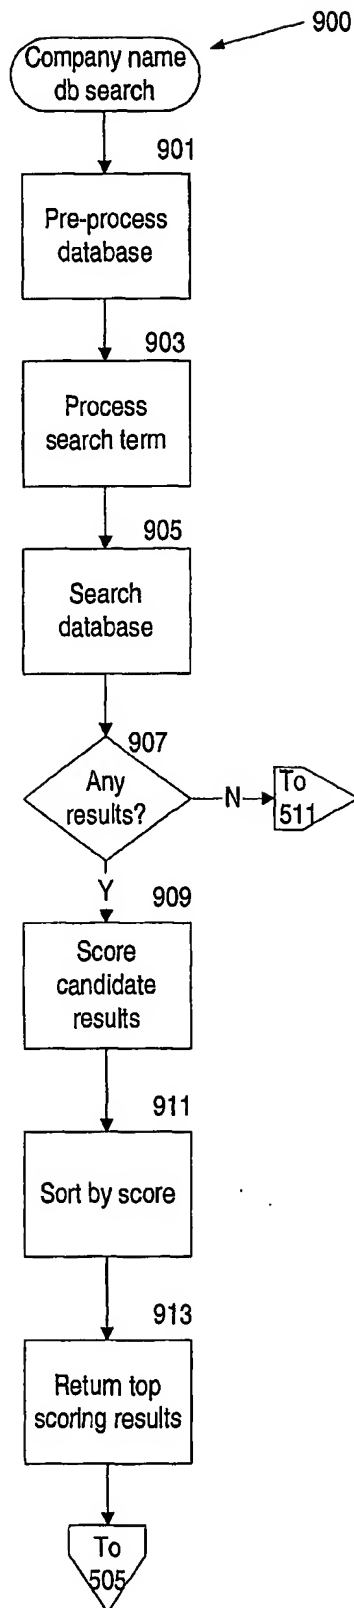 900
Company name
db search
901
Pre-process
database
903
Process
search term
905
Search
database
907
Any
results?
N
To
511
Y
909
Score
candidate
results
911
Sort by score
913
Return top
scoring results
To
505